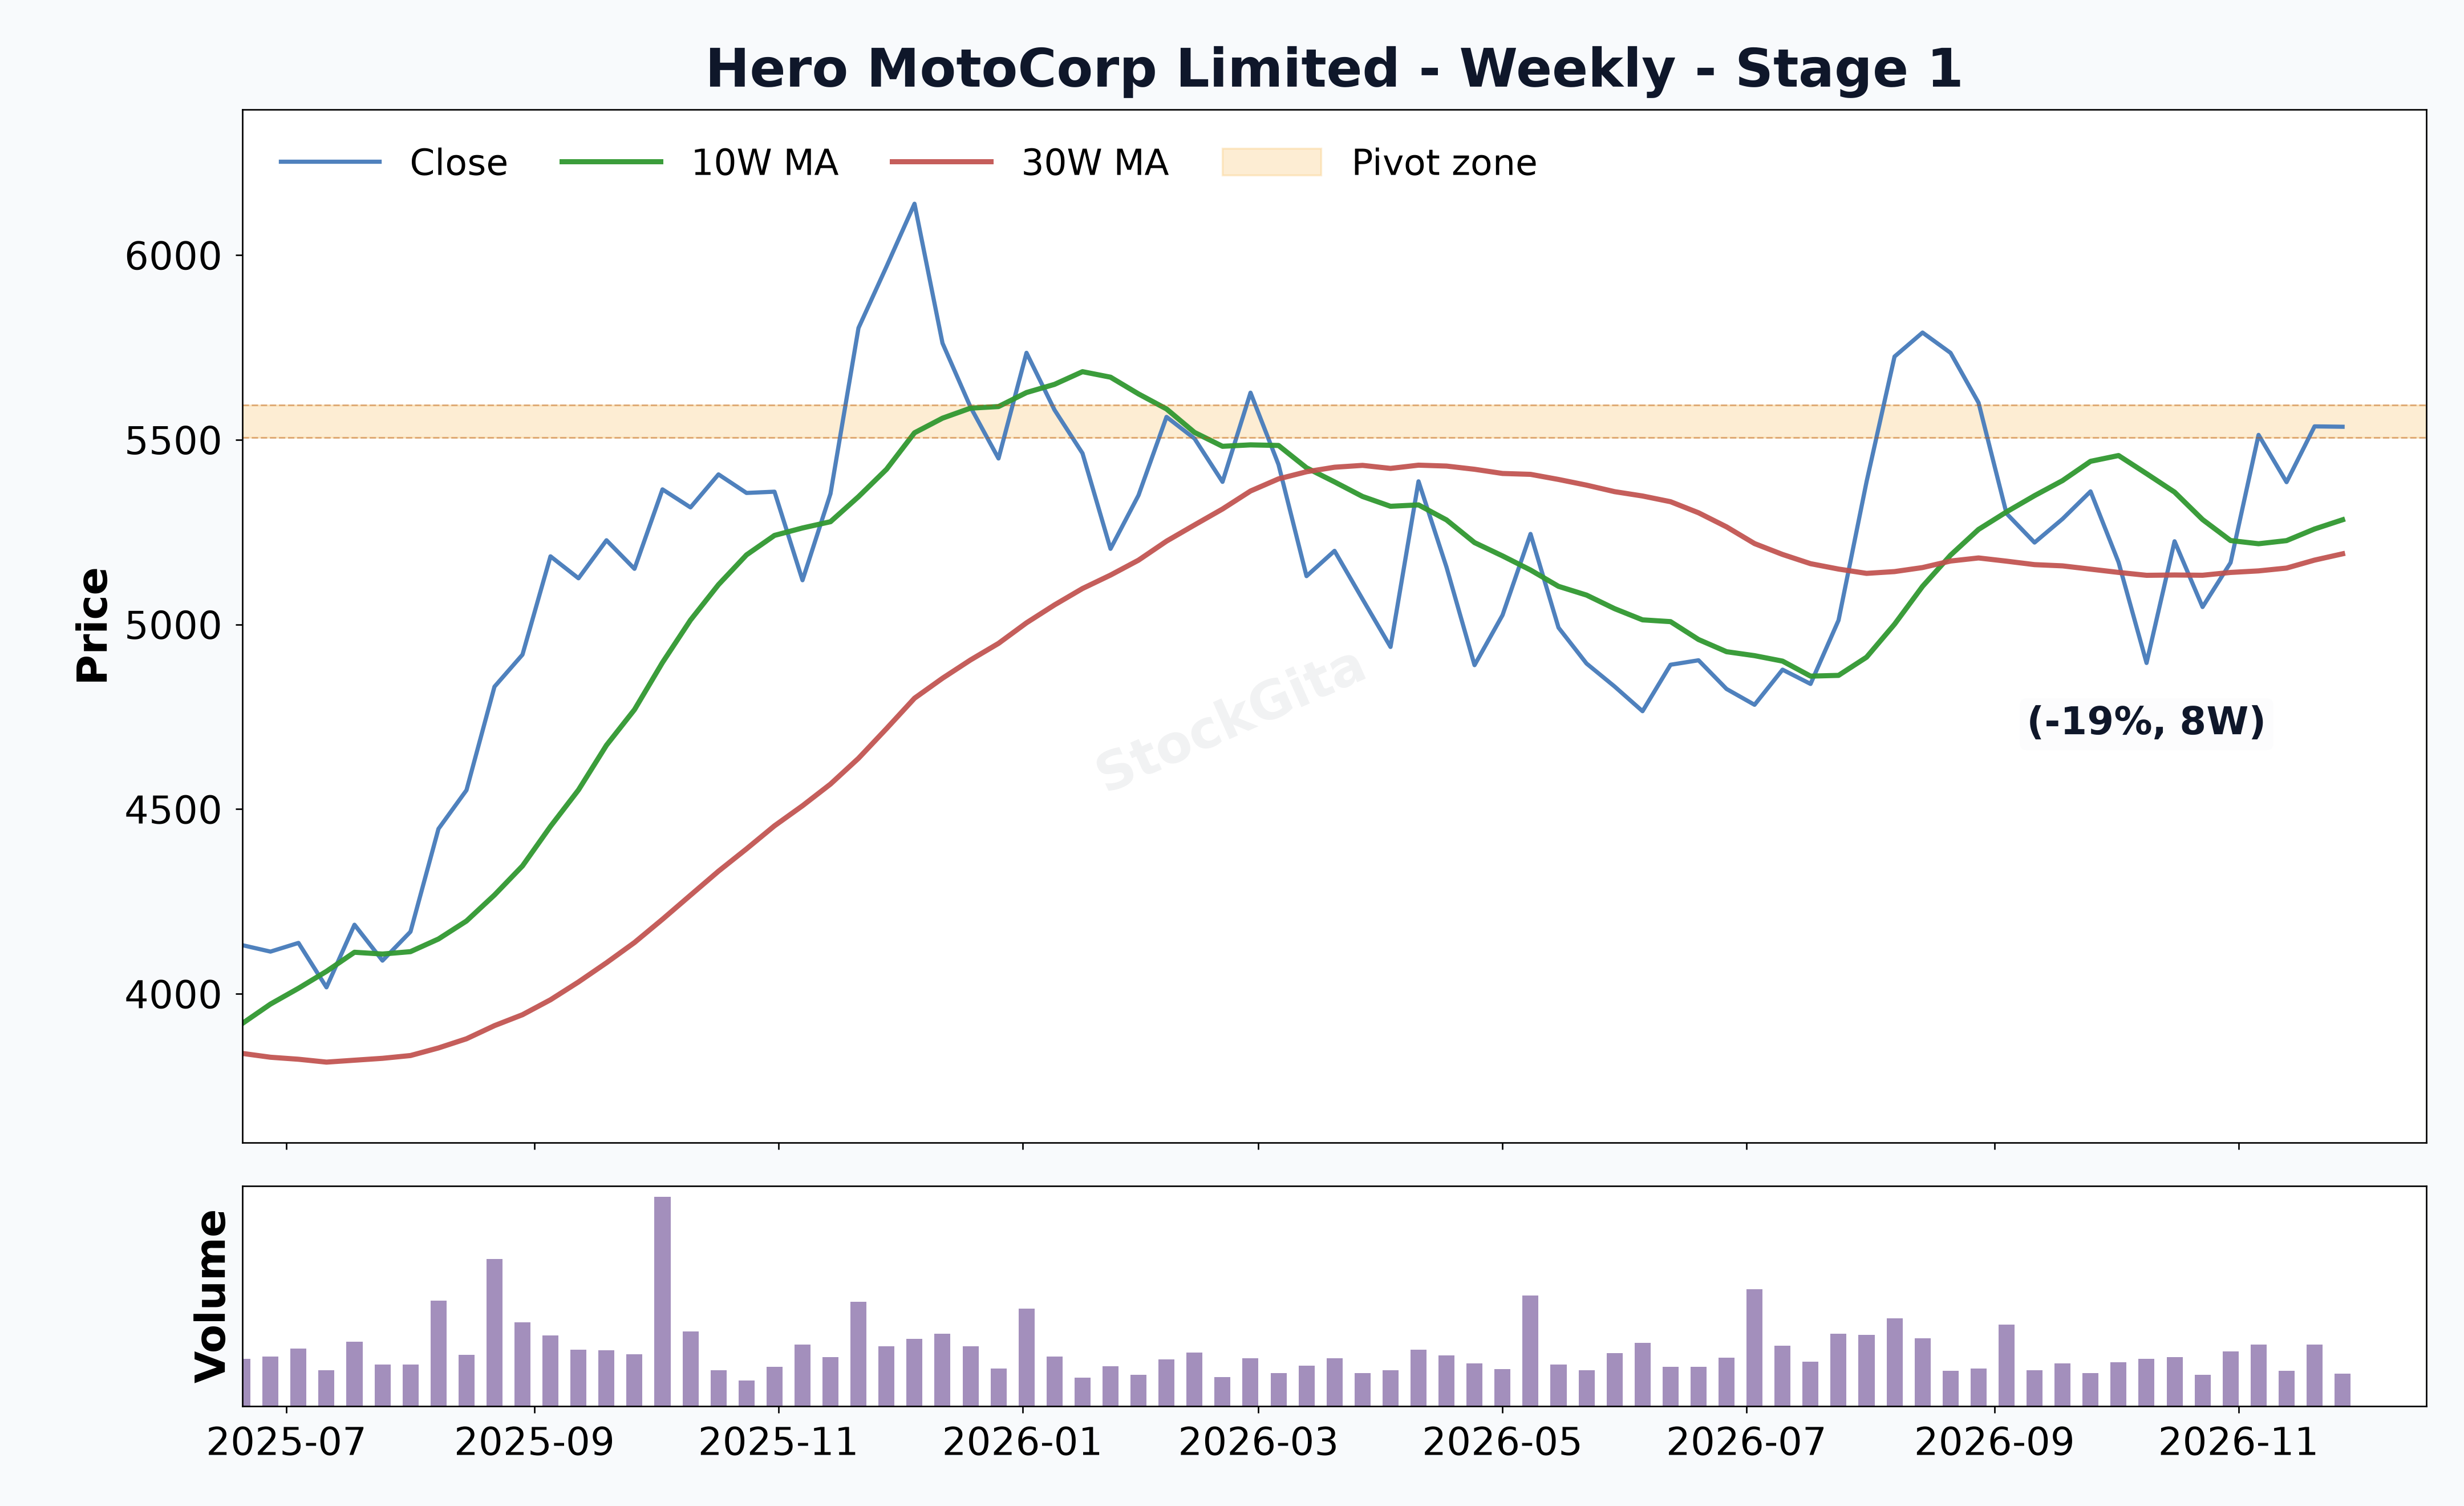 Hero MotoCorp Limited - Weekly - Stage 1
Close 10W MA 30W MA Pivot zone
6000
5500
5000
4500
4000
Price
StockGita
(-19%, 8W)
Volume
2025-07 2025-09 2025-11 2026-01 2026-03 2026-05 2026-07 2026-09 2026-11